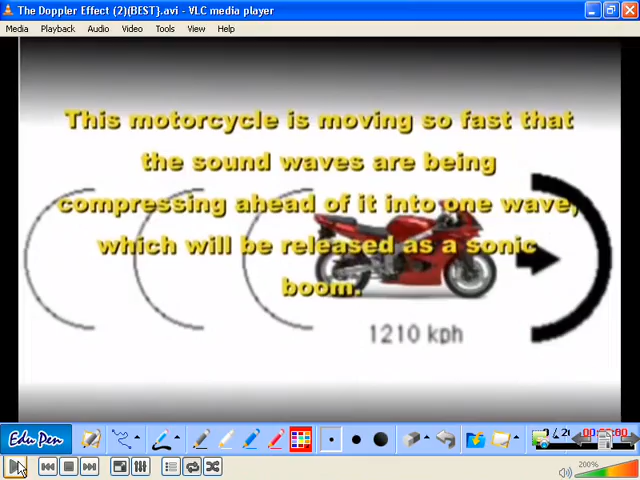 The Doppler Effect (2)(BEST}.avi - VLC media player
Media Playback Audio Video Tools View Help
This motorcycle is moving so fast that
the sound waves are being
compressing ahead of it into one wave,
which will be released as a sonic
boom.
1210 kph
Edu Pen
200%